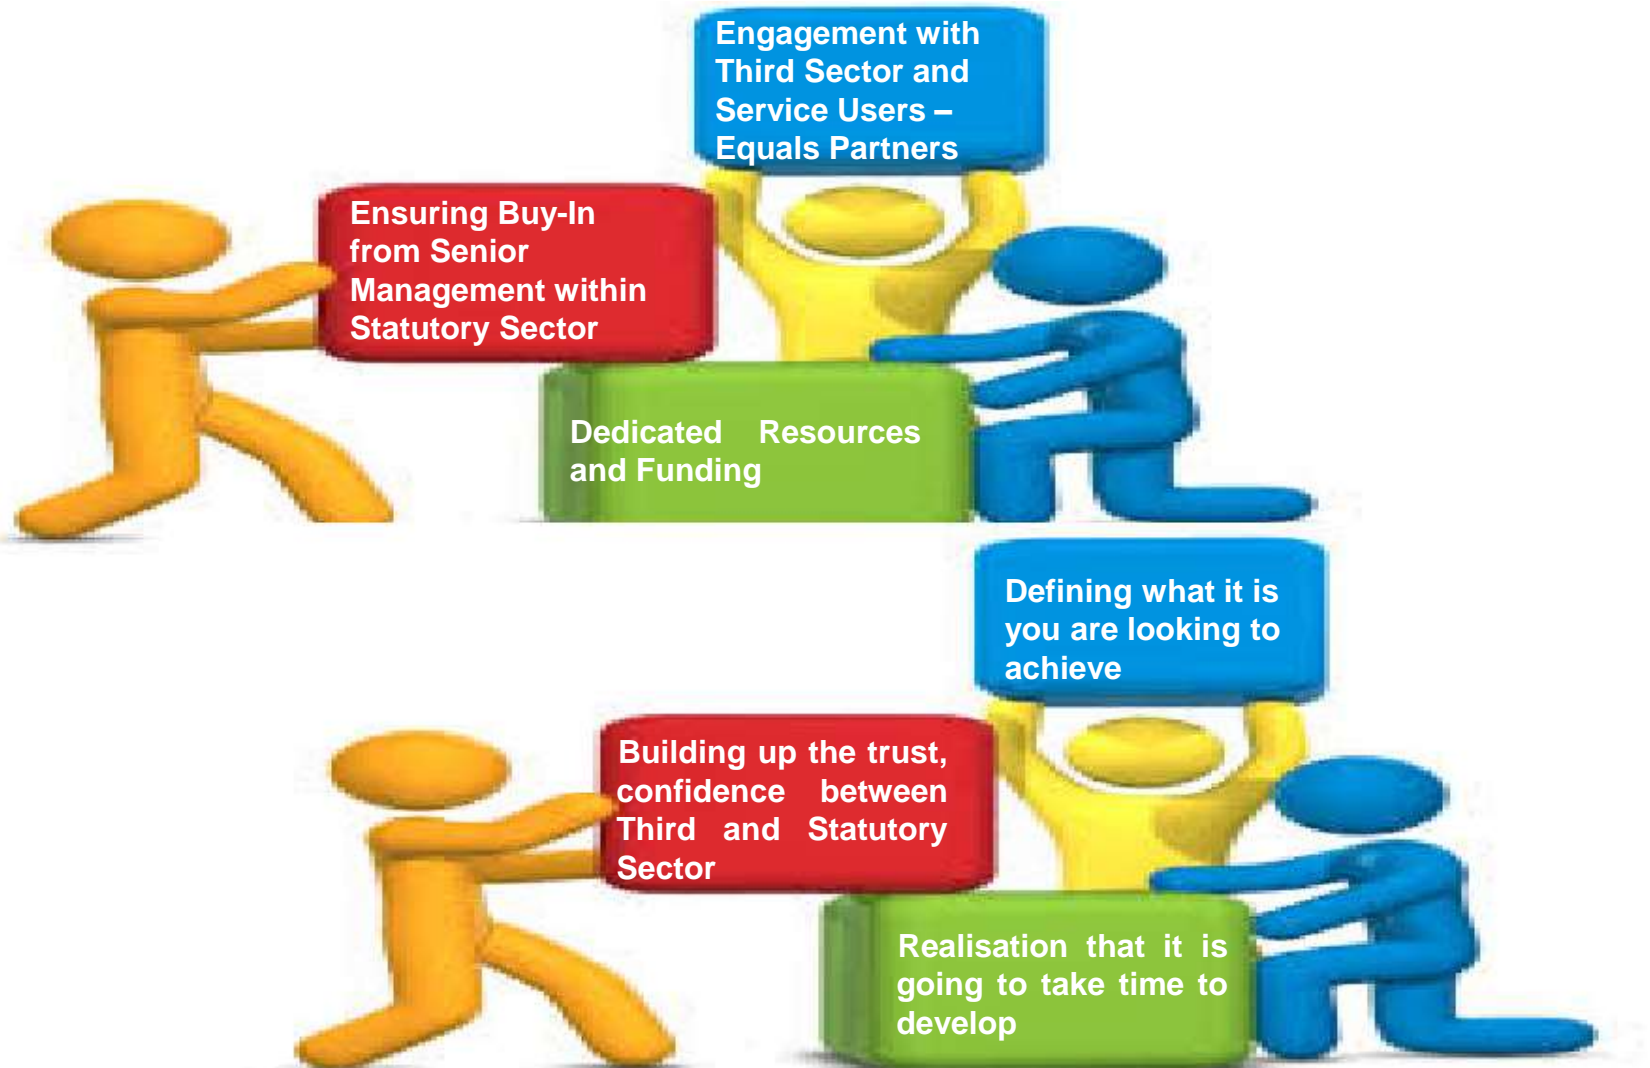 Engagement with
Third Sector and
Service Users –
Equals Partners
Ensuring Buy-In
from Senior
Management within
Statutory Sector
Dedicated Resources
and Funding
Defining what it is
you are looking to
achieve
Building up the trust,
confidence between
Third and Statutory
Sector
Realisation that it is
going to take time to
develop